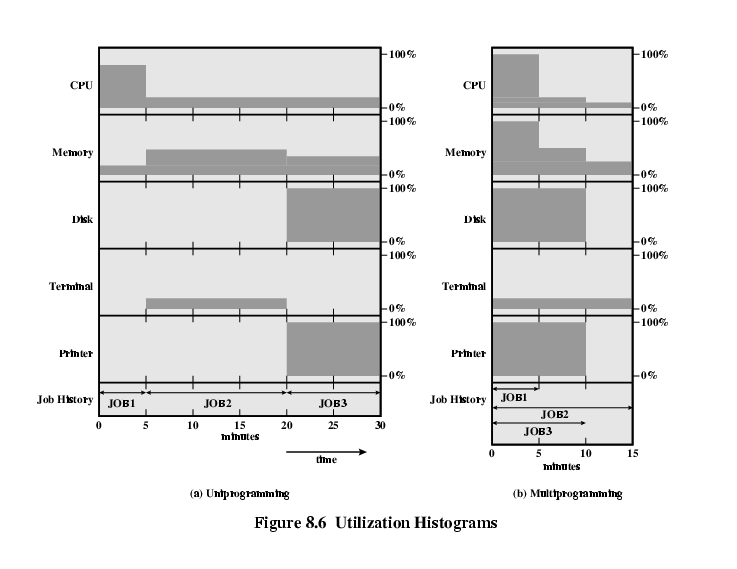 100%
CPU
0%
100%
Memory
0%
100%
Disk
0%
100%
Terminal
0%
100%
Printer
0%
Job History
JOB1 JOB2 JOB3
0 5 10 15 20 25 30
minutes
time
(a) Uniprogramming
100%
CPU
0%
100%
Memory
0%
100%
Disk
0%
100%
Terminal
0%
100%
Printer
0%
Job History
JOB1
JOB2
JOB3
0 5 10 15
minutes
(b) Multiprogramming
Figure 8.6 Utilization Histograms